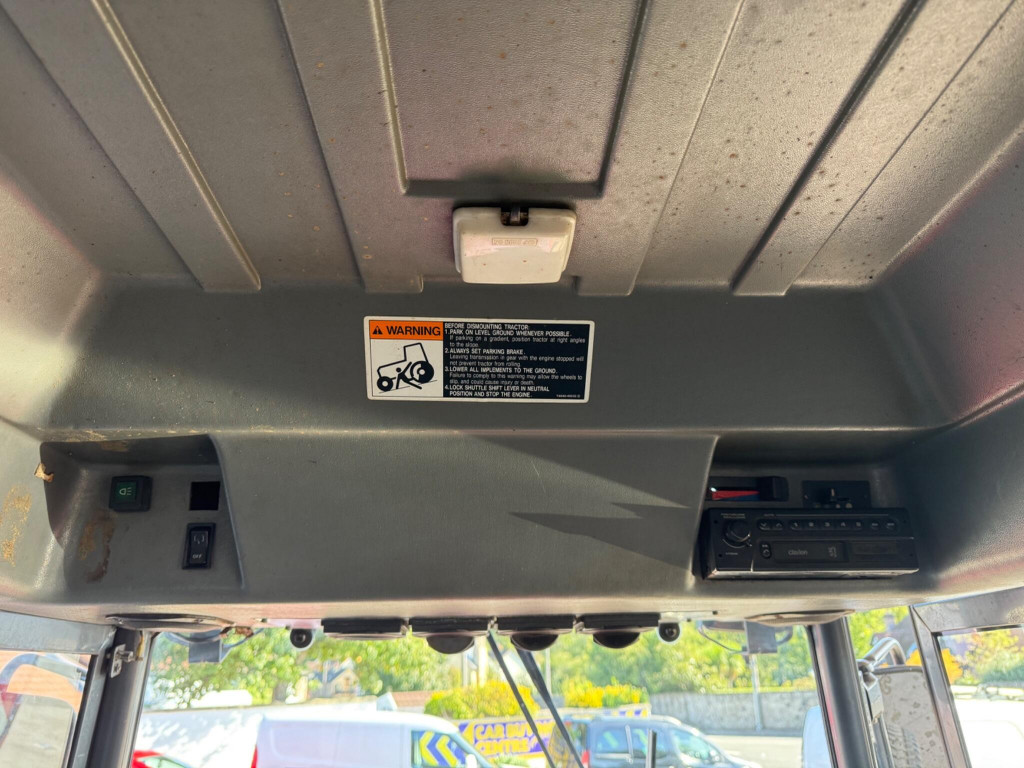 WARNING
BEFORE DISMOUNTING TRACTOR:
1. PARK ON LEVEL GROUND WHENEVER POSSIBLE.
If parking on a gradient, position tractor at right angles
to the slope.
2. ALWAYS SET PARKING BRAKE.
Leaving transmission in gear with the engine stopped will
not prevent tractor from rolling.
3. LOWER ALL IMPLEMENTS TO THE GROUND.
Failure to comply to this warning may allow the wheels to
slip, and could cause injury or death.
4. LOCK SHUTTLE SHIFT LEVER IN NEUTRAL
POSITION AND STOP THE ENGINE.
OFF
Clarion
CAR BUYING
CENTRE